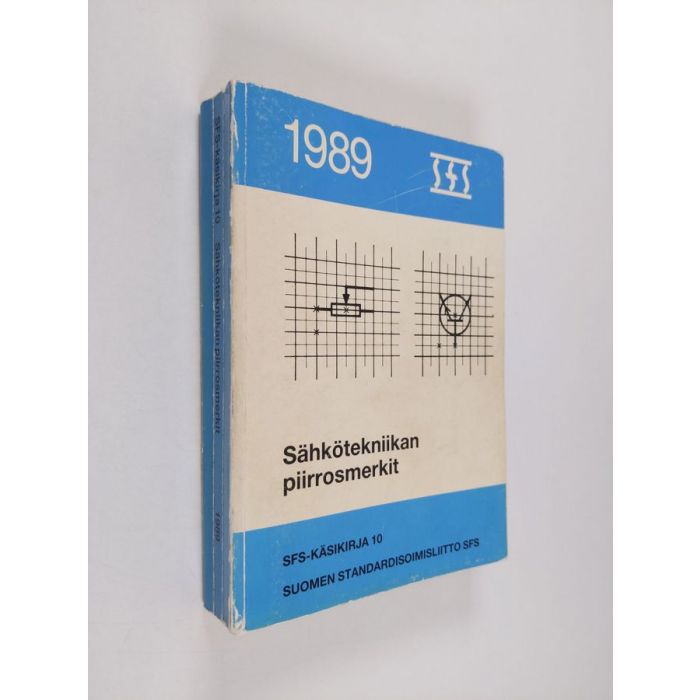 1989
SFS
Sähkötekniikan
piirrosmerkit
SFS-KÄSIKIRJA 10
SUOMEN STANDARDISOIMISLIITTO SFS
SFS-käsikirja 10 Sähkötekniikan piirrosmerkit 1989